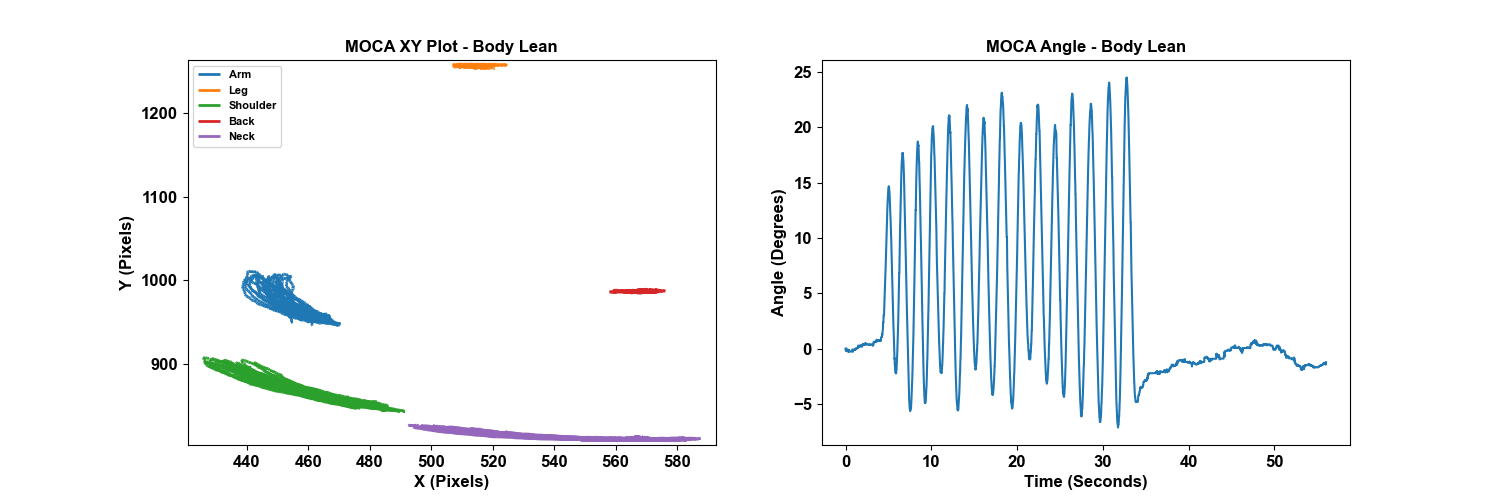 MOCA XY Plot - Body Lean
Arm
Leg
Shoulder
Back
Neck
1200
1100
1000
900
Y (Pixels)
440 460 480 500 520 540 560 580
X (Pixels)
MOCA Angle - Body Lean
25
20
15
10
5
0
−5
Angle (Degrees)
0 10 20 30 40 50
Time (Seconds)